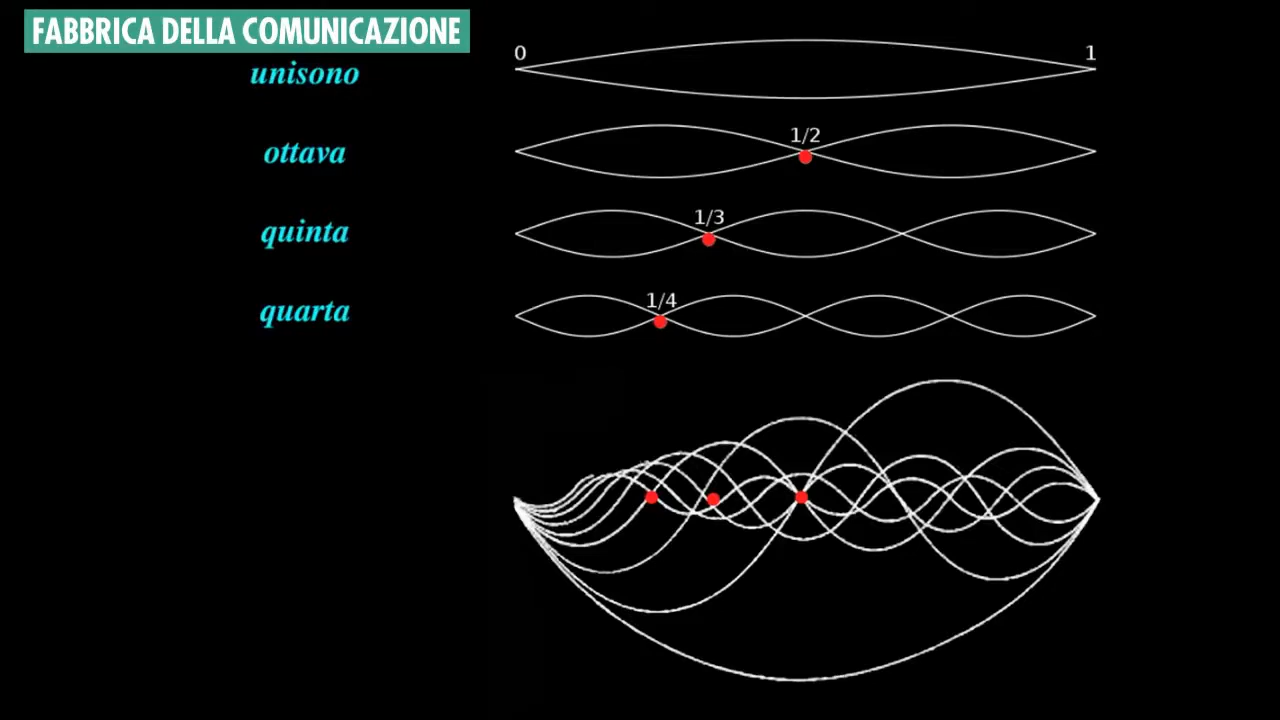 FABBRICA DELLA COMUNICAZIONE
unisono
0
1
ottava
1/2
quinta
1/3
quarta
1/4